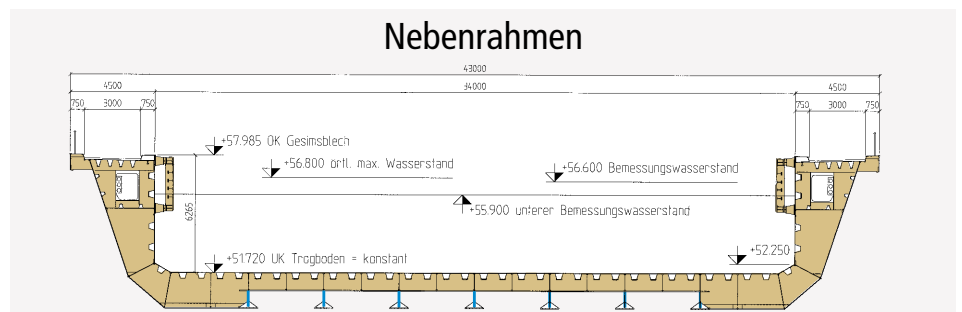 Nebenrahmen
43000
4500 34000 4500
750 3000 750 750 3000 750
+57.985 OK Gesimsblech
+56.800 örtl. max. Wasserstand
+56.600 Bemessungswasserstand
+55.900 unterer Bemessungswasserstand
6265
+51.720 UK Trogboden = konstant
+52.250